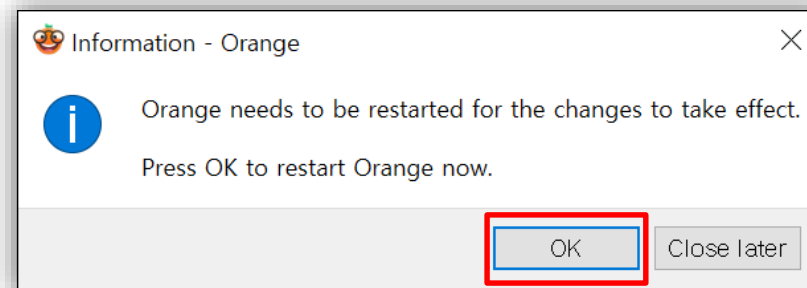 Information - Orange
Orange needs to be restarted for the changes to take effect.
Press OK to restart Orange now.
OK
Close later